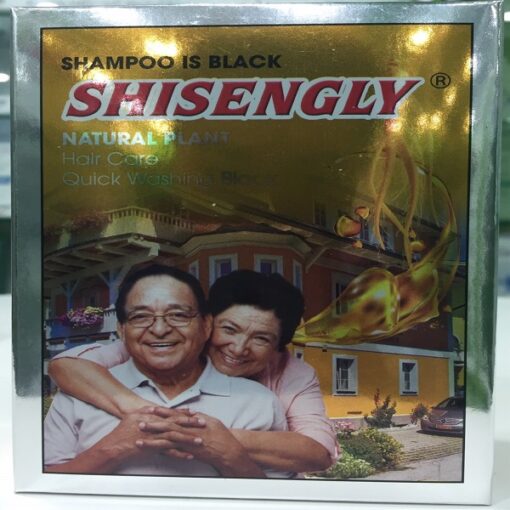 SHAMPOO IS BLACK
SHISENGLY ®
NATURAL PLANT
Hair Care
Quick Washing Black